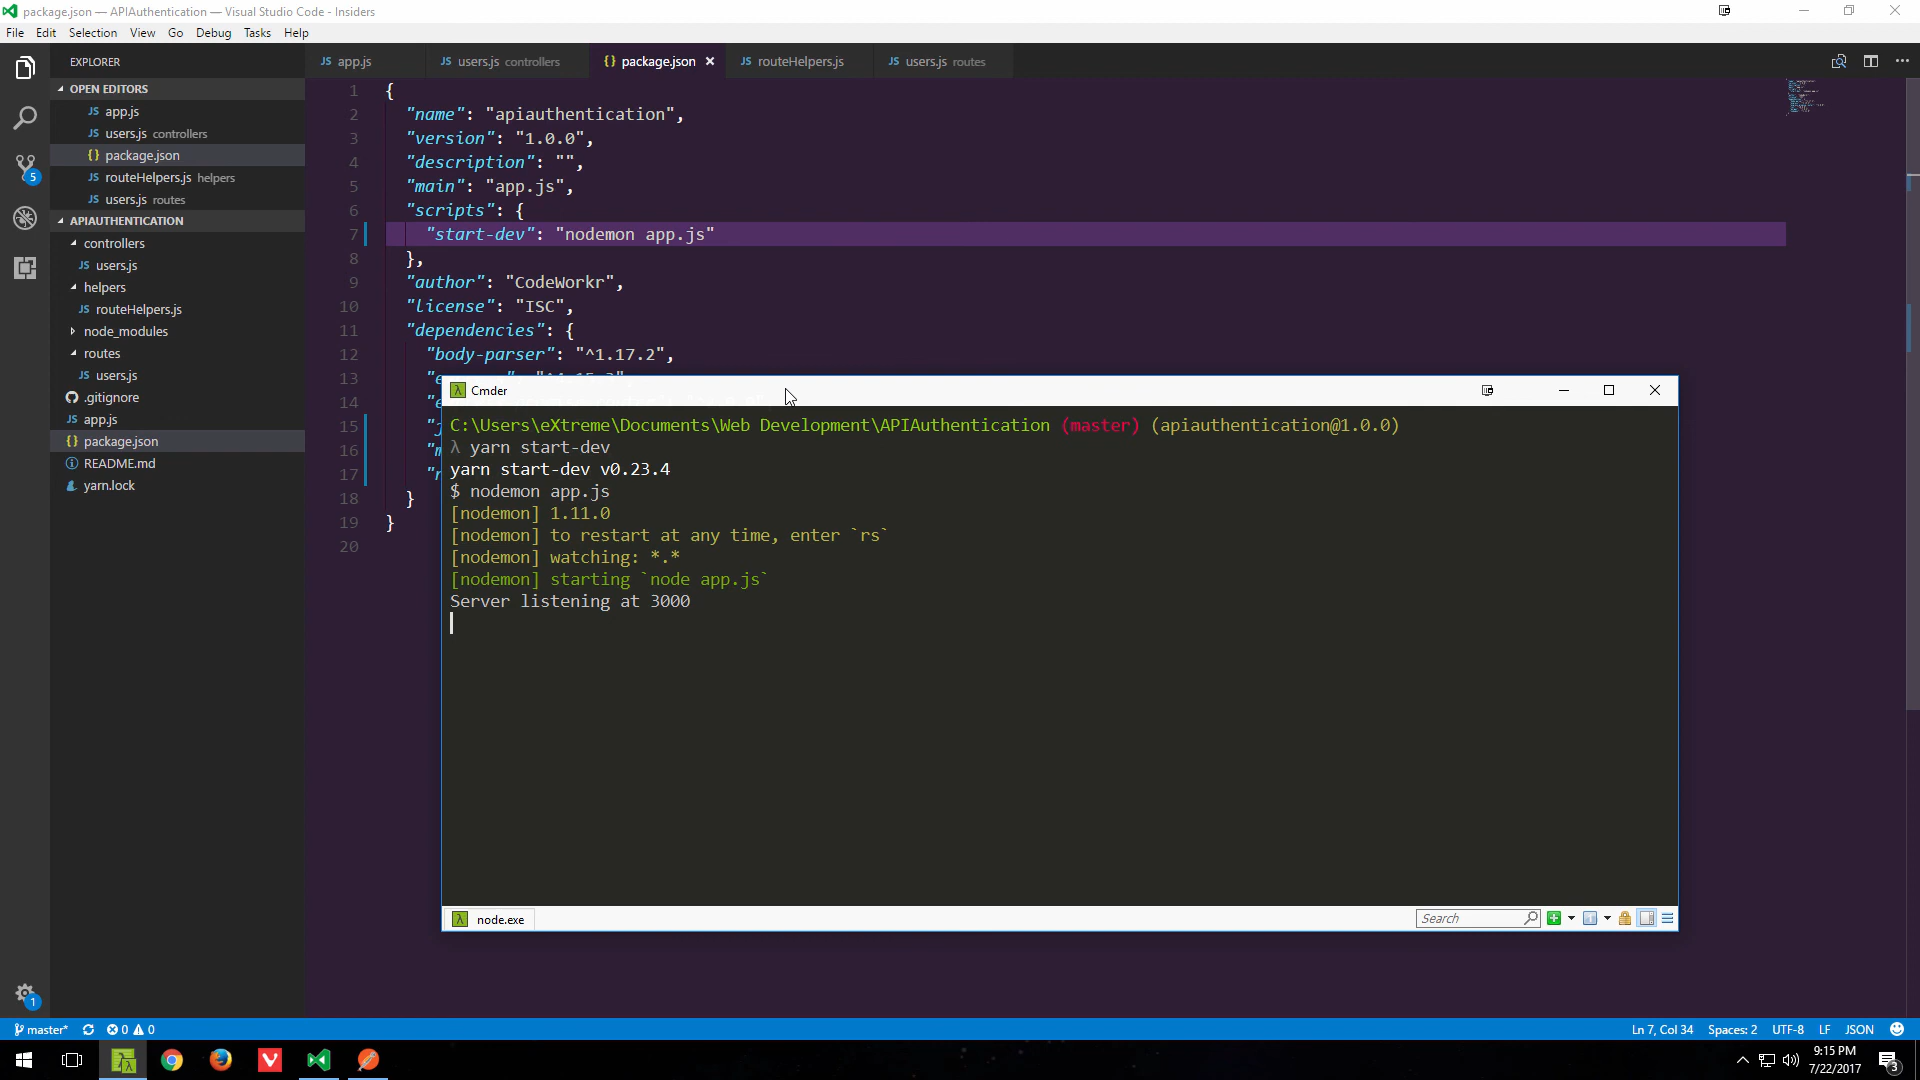 package.json — APIAuthentication — Visual Studio Code - Insiders
File Edit Selection View Go Debug Tasks Help
EXPLORER
OPEN EDITORS
JS app.js
JS users.js controllers
{} package.json
JS routeHelpers.js helpers
JS users.js routes
APIAUTHENTICATION
controllers
JS users.js
helpers
JS routeHelpers.js
node_modules
routes
JS users.js
.gitignore
JS app.js
{} package.json
README.md
yarn.lock
5
1
JS app.js JS users.js controllers {} package.json JS routeHelpers.js JS users.js routes
1 {
2 "name": "apiauthentication",
3 "version": "1.0.0",
4 "description": "",
5 "main": "app.js",
6 "scripts": {
7 "start-dev": "nodemon app.js"
8 },
9 "author": "CodeWorkr",
10 "license": "ISC",
11 "dependencies": {
12 "body-parser": "^1.17.2",
13
14
15
16
17
18 }
19 }
20
Cmder
C:\Users\eXtreme\Documents\Web Development\APIAuthentication (master) (apiauthentication@1.0.0)
λ yarn start-dev
yarn start-dev v0.23.4
$ nodemon app.js
[nodemon] 1.11.0
[nodemon] to restart at any time, enter `rs`
[nodemon] watching: *.*
[nodemon] starting `node app.js`
Server listening at 3000
λ node.exe
Search
master* 0 0
Ln 7, Col 34 Spaces: 2 UTF-8 LF JSON
9:15 PM
7/22/2017
3